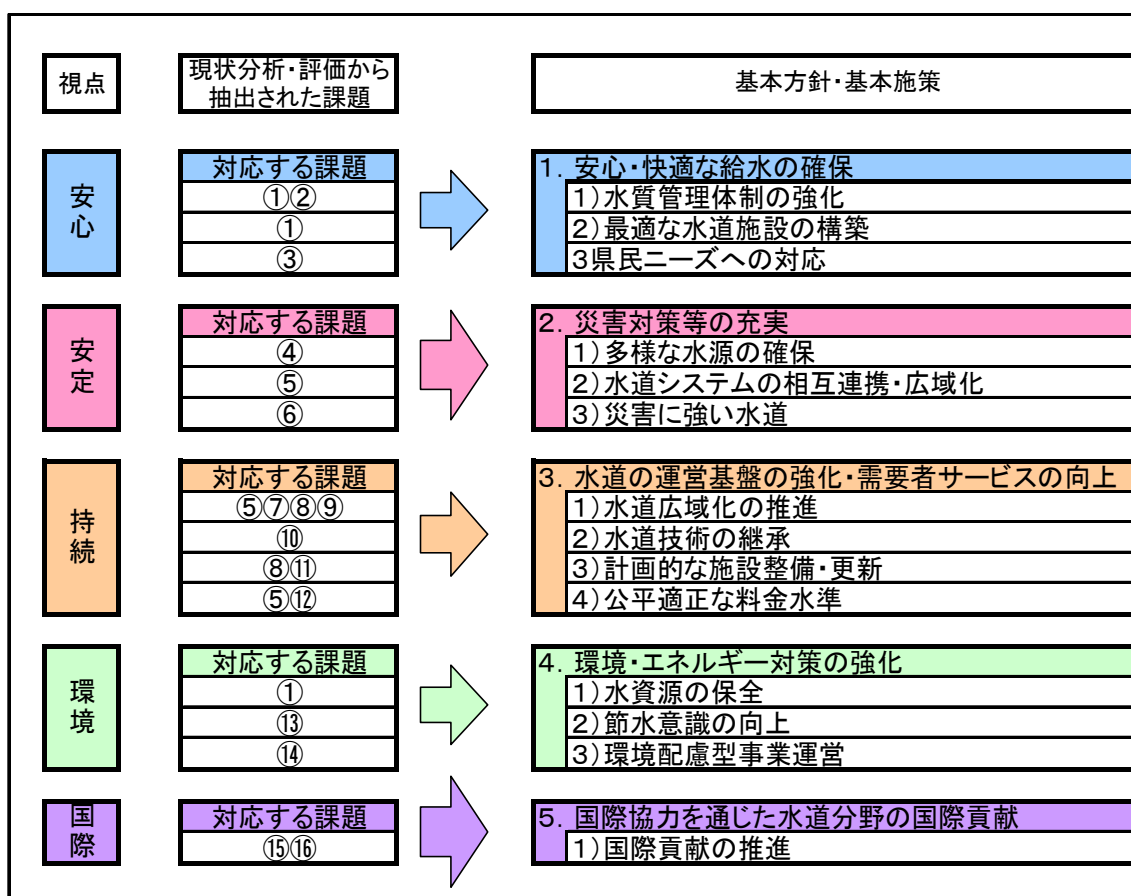 視点
現状分析・評価から
抽出された課題
基本方針・基本施策
安心
対応する課題
①②
①
③
1．安心・快適な給水の確保
1）水質管理体制の強化
2）最適な水道施設の構築
3県民ニーズへの対応
安定
対応する課題
④
⑤
⑥
2．災害対策等の充実
1）多様な水源の確保
2）水道システムの相互連携・広域化
3）災害に強い水道
持続
対応する課題
⑤⑦⑧⑨
⑩
⑧⑪
⑤⑫
3．水道の運営基盤の強化・需要者サービスの向上
1）水道広域化の推進
2）水道技術の継承
3）計画的な施設整備・更新
4）公平適正な料金水準
環境
対応する課題
①
⑬
⑭
4．環境・エネルギー対策の強化
1）水資源の保全
2）節水意識の向上
3）環境配慮型事業運営
国際
対応する課題
⑮⑯
5．国際協力を通じた水道分野の国際貢献
1）国際貢献の推進